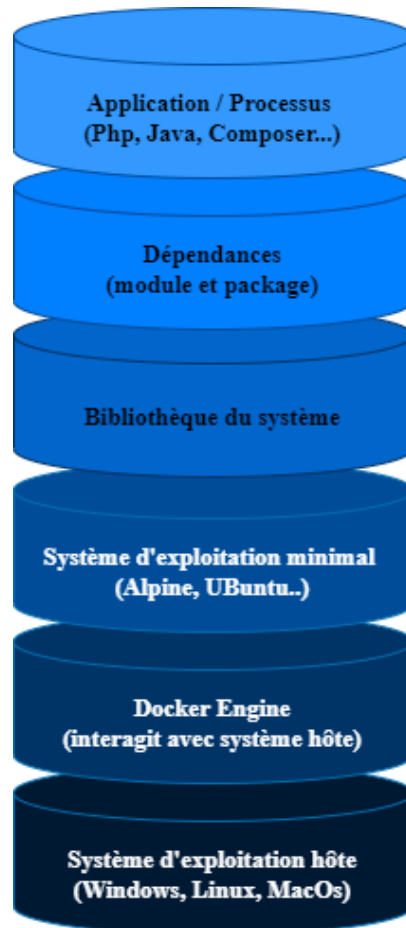 Application / Processus
(Php, Java, Composer...)
Dépendances
(module et package)
Bibliothèque du système
Système d'exploitation minimal
(Alpine, UBuntu..)
Docker Engine
(interagit avec système hôte)
Système d'exploitation hôte
(Windows, Linux, MacOs)